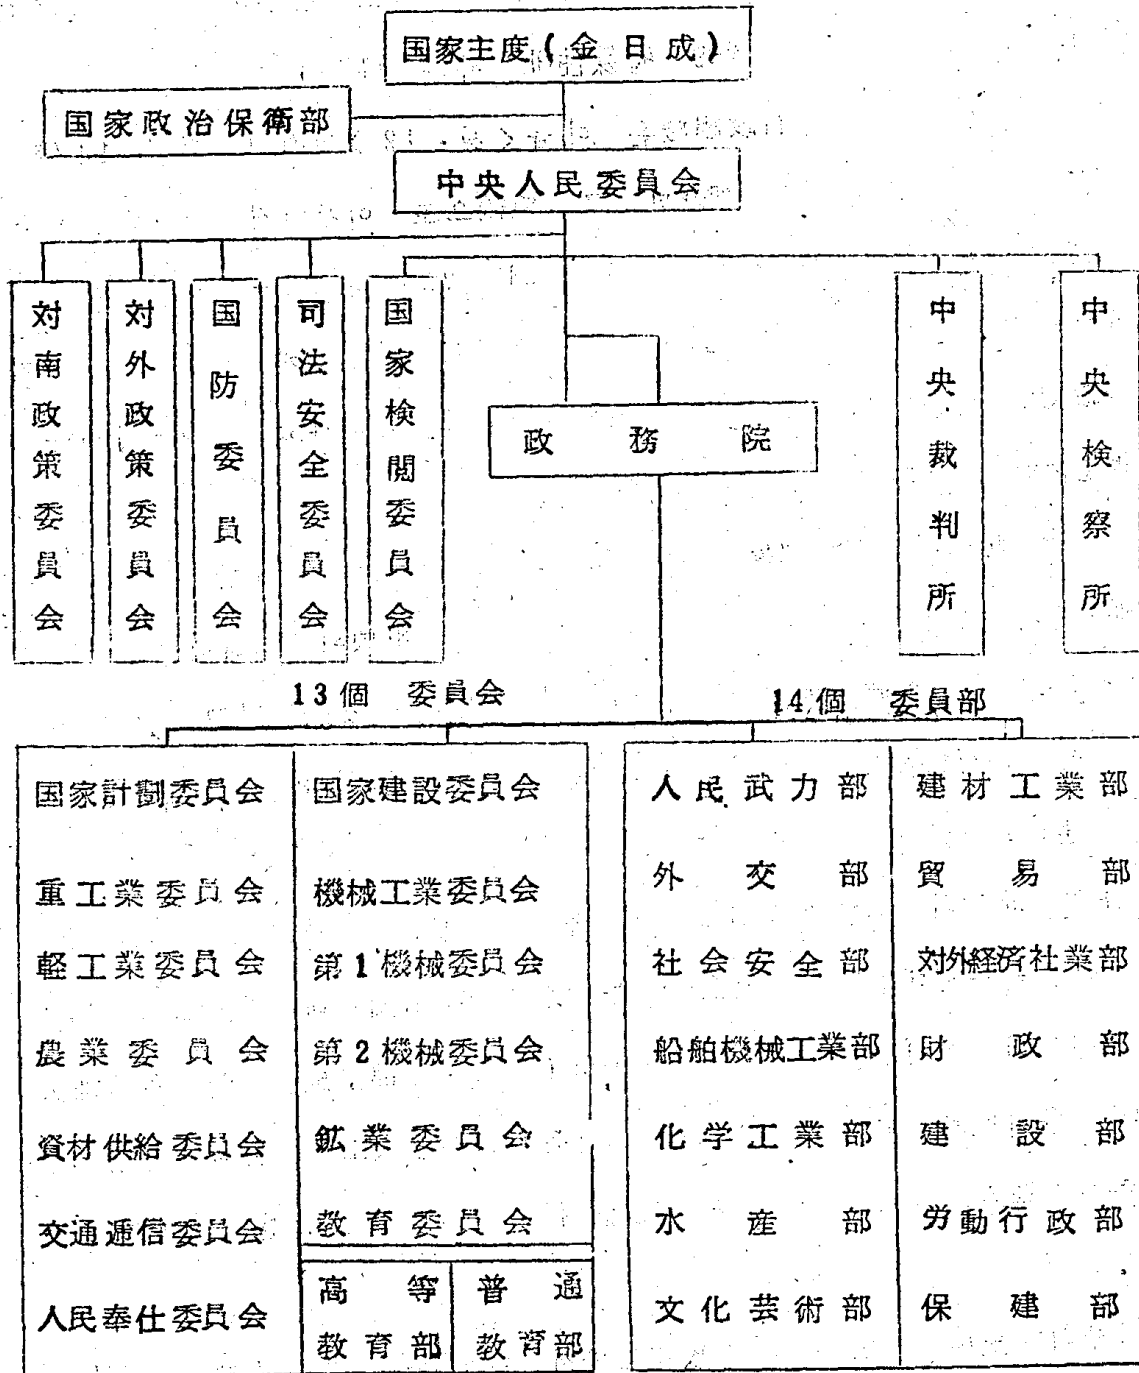 国家主度(金日成)
国家政治保衛部
中央人民委員会
対南政策委員会
対外政策委員会
国防委員会
司法安全委員会
国家検閲委員会
中央裁判所
中央検察所
政務院
13個 委員会
14個 委員部
国家計劃委員会
重工業委員会
軽工業委員会
農業委員会
資材供給委員会
交通逓信委員会
人民奉仕委員会
国家建設委員会
機械工業委員会
第1機械委員会
第2機械委員会
鉱業委員会
教育委員会
高等
教育部
普通
教育部
人民武力部
外交部
社会安全部
船舶機械工業部
化学工業部
水産部
文化芸術部
建材工業部
貿易部
対外経済社業部
財政部
建設部
労動行政部
保建部